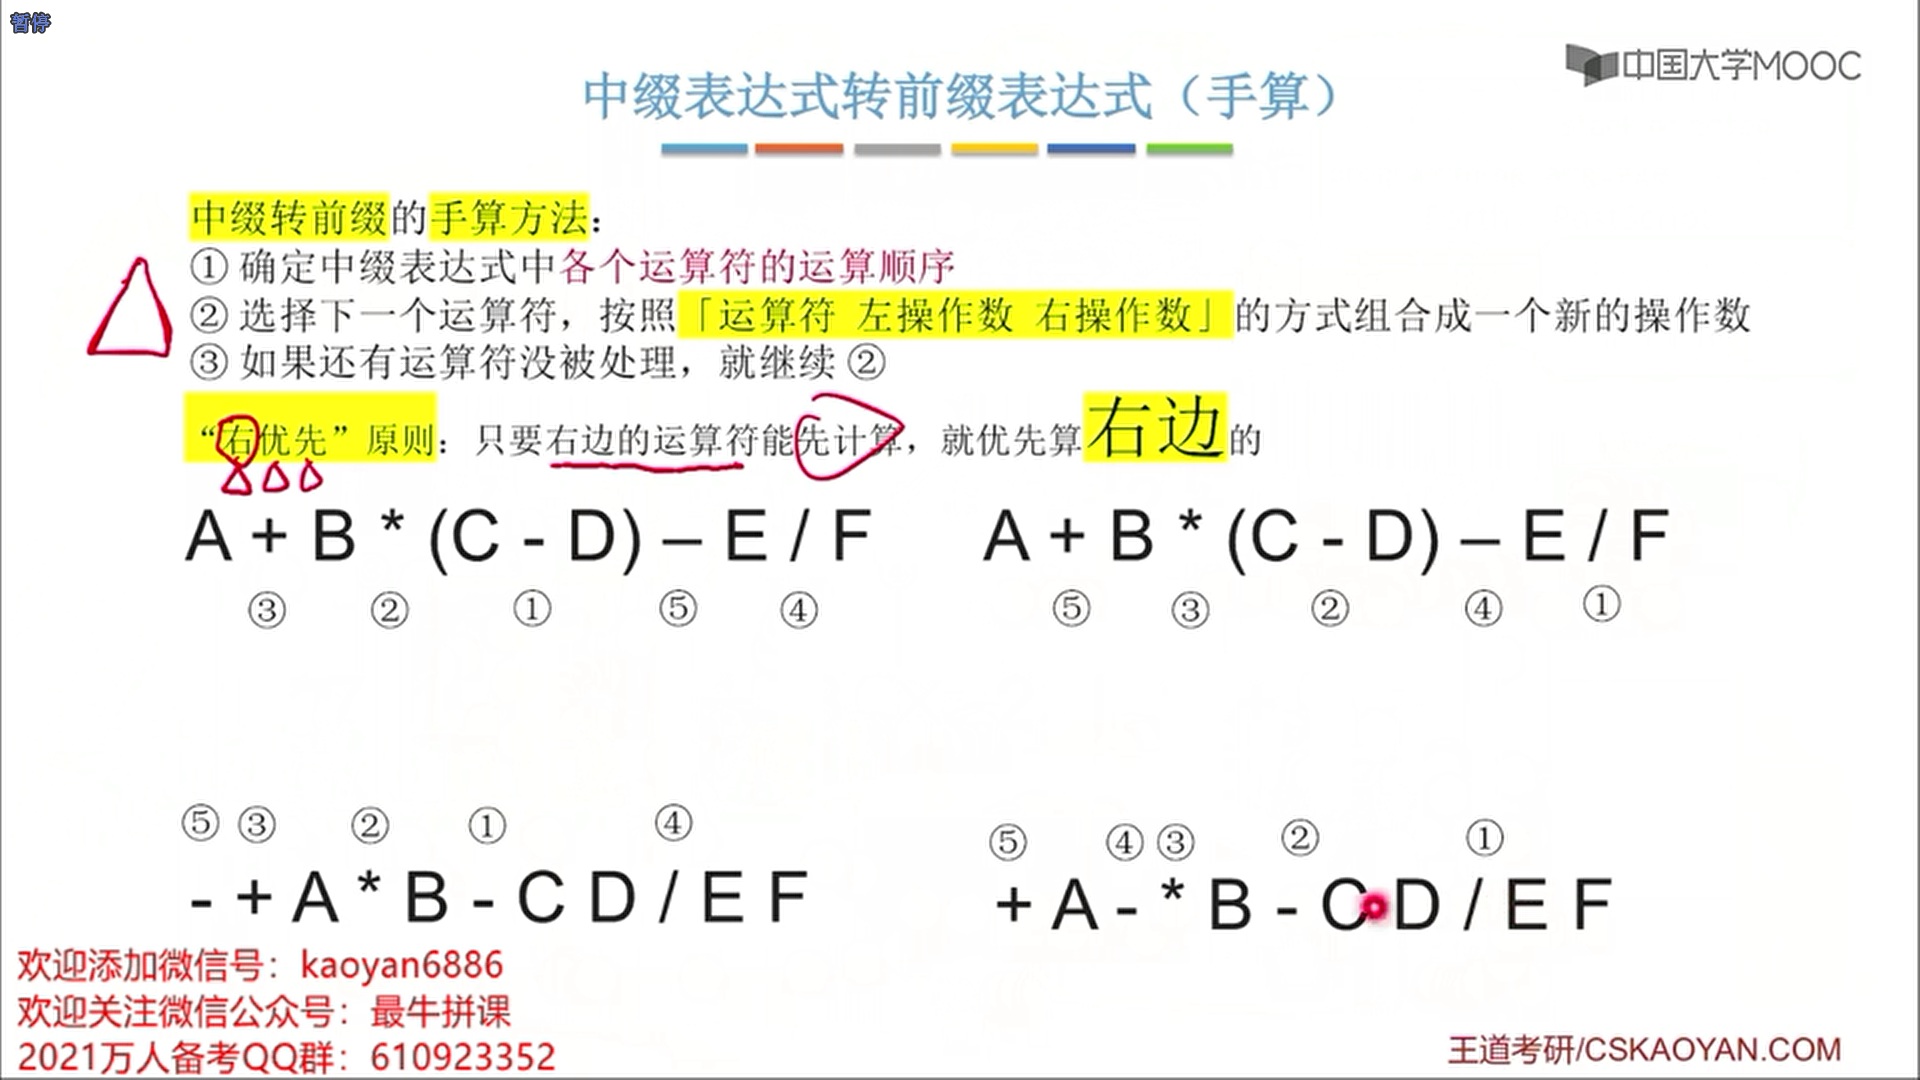 暂停
中国大学MOOC
中缀表达式转前缀表达式（手算）
中缀转前缀的手算方法：
① 确定中缀表达式中各个运算符的运算顺序
② 选择下一个运算符，按照「运算符 左操作数 右操作数」的方式组合成一个新的操作数
③ 如果还有运算符没被处理，就继续 ②
“右优先”原则：只要右边的运算符能先计算，就优先算右边的
A + B * (C - D) – E / F
③ ② ① ⑤ ④
A + B * (C - D) – E / F
⑤ ③ ② ④ ①
⑤ ③ ② ① ④
- + A * B - C D / E F
⑤ ④ ③ ② ①
+ A - * B - C D / E F
欢迎添加微信号：kaoyan6886
欢迎关注微信公众号：最牛拼课
2021万人备考QQ群：610923352
王道考研/CSKAOYAN.COM